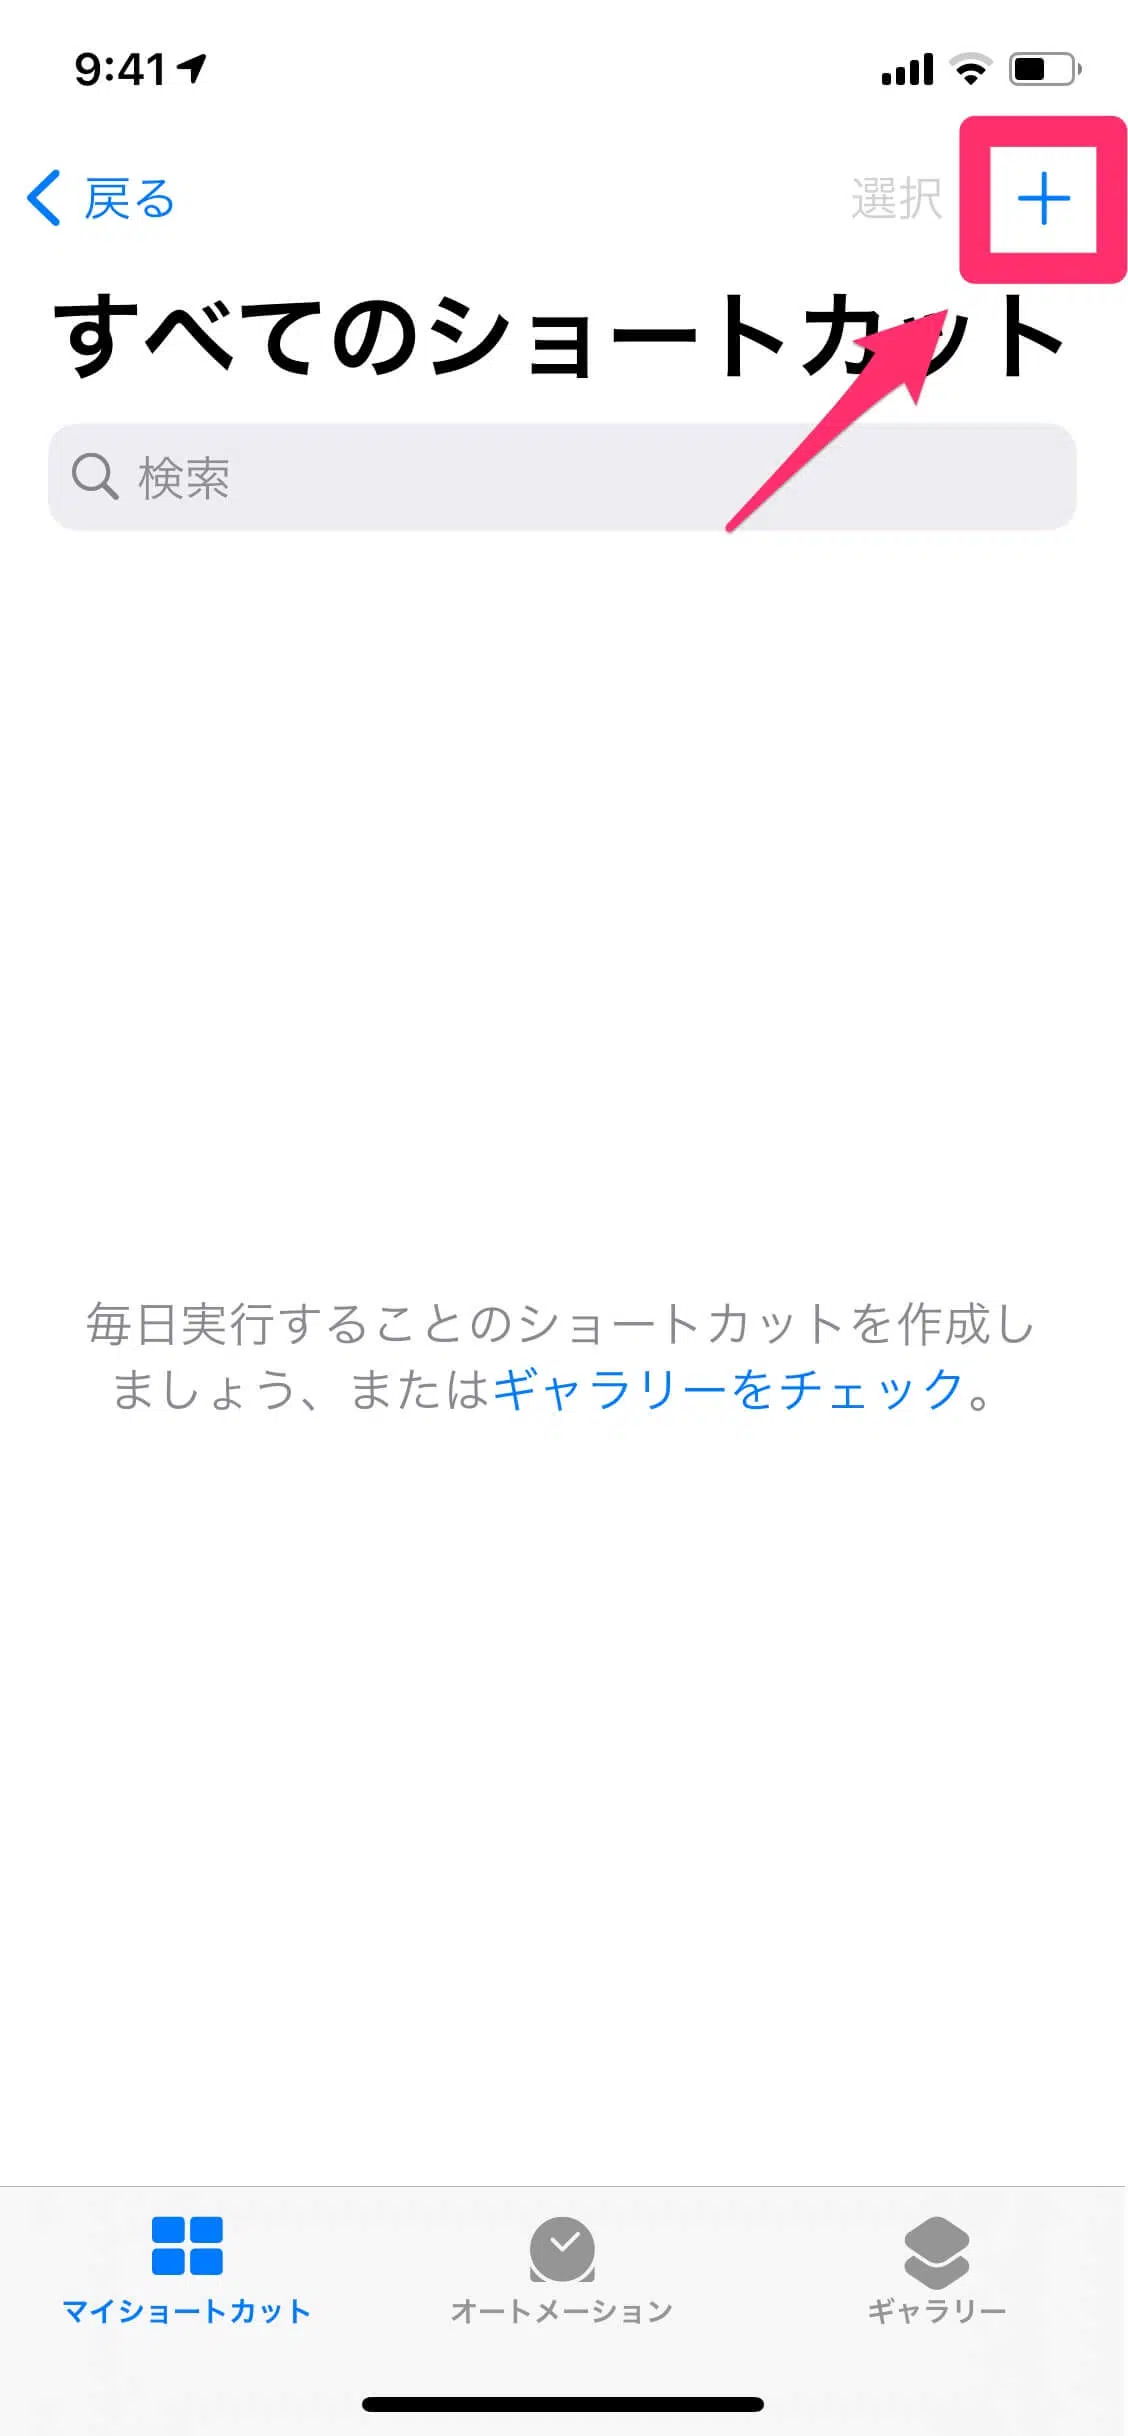 9:41
戻る
選択
すべてのショートカット
検索
毎日実行することのショートカットを作成し
ましょう、またはギャラリーをチェック。
マイショートカット
オートメーション
ギャラリー